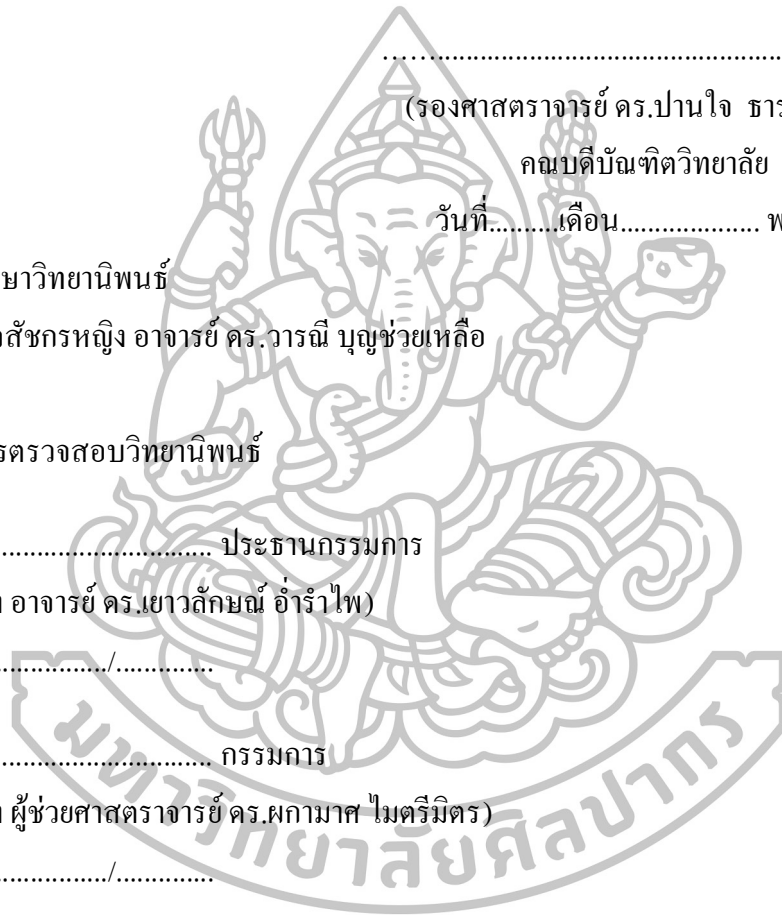 ……...............................................
(รองศาสตราจารย์ ดร.ปานใจ ธาร
คณบดีบัณฑิตวิทยาลัย
วันที่..........เดือน.................... พ
ษาวิทยานิพนธ์
สัชกรหญิง อาจารย์ ดร.วารณี บุญช่วยเหลือ
รตรวจสอบวิทยานิพนธ์
.............................. ประธานกรรมการ
อาจารย์ ดร.เยาวลักษณ์ อ่ำรำไพ)
.............../..............
.............................. กรรมการ
ผู้ช่วยศาสตราจารย์ ดร.ผกามาศ ไมตรีมิตร)
.............../..............
มหาวิทยาลัยศิลปากร